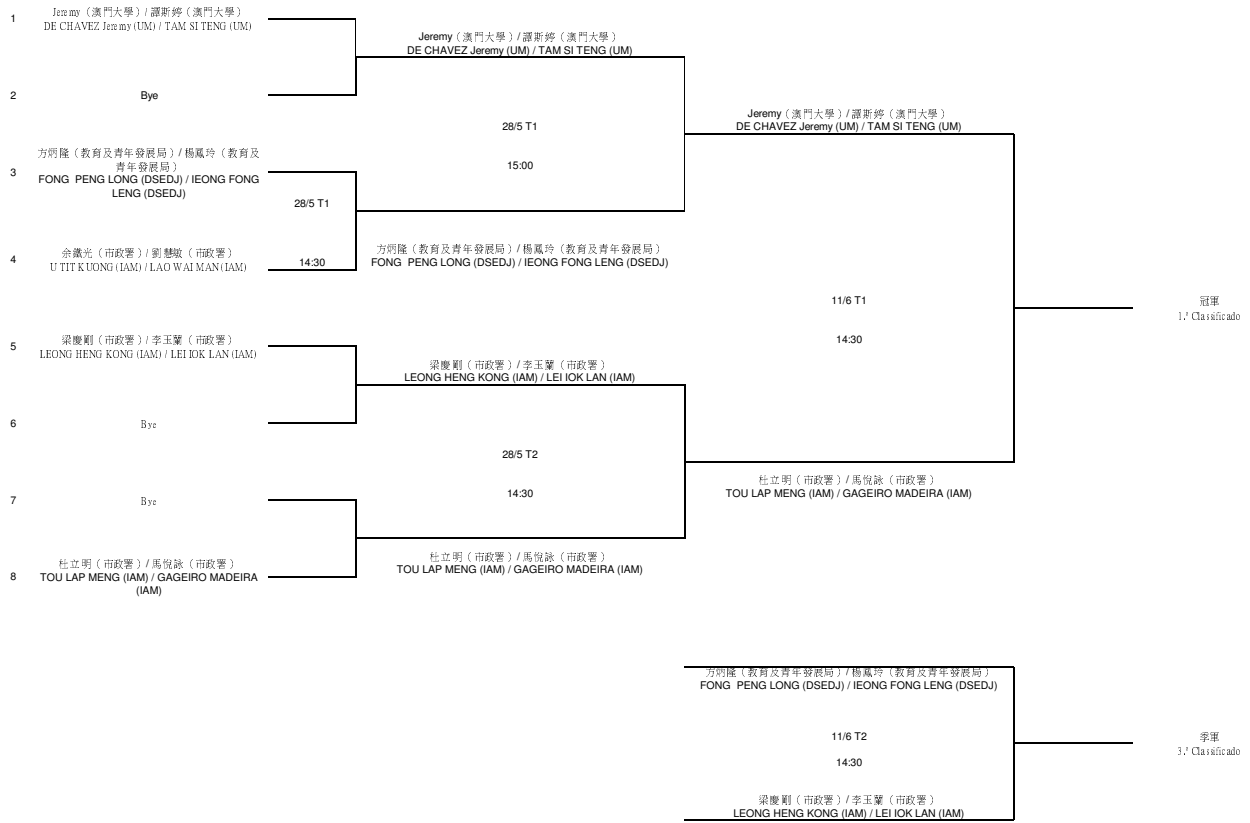 1
Jeremy（澳門大學）/ 譚斯婷（澳門大學）
DE CHAVEZ Jeremy (UM) / TAM SI TENG (UM)
2
Bye
3
方炳隆（教育及青年發展局）/ 楊鳳玲（教育及
青年發展局）
FONG PENG LONG (DSEDJ) / IEONG FONG
LENG (DSEDJ)
28/5 T1
4
余鐵光（市政署）/ 劉慧敏（市政署）
U TIT KUONG (IAM) / LAO WAI MAN (IAM)
14:30
5
梁慶剛（市政署）/ 李玉蘭（市政署）
LEONG HENG KONG (IAM) / LEI IOK LAN (IAM)
6
Bye
7
Bye
8
杜立明（市政署）/ 馬悅詠（市政署）
TOU LAP MENG (IAM) / GAGEIRO MADEIRA
(IAM)
Jeremy（澳門大學）/ 譚斯婷（澳門大學）
DE CHAVEZ Jeremy (UM) / TAM SI TENG (UM)
28/5 T1
15:00
方炳隆（教育及青年發展局）/ 楊鳳玲（教育及青年發展局）
FONG PENG LONG (DSEDJ) / IEONG FONG LENG (DSEDJ)
梁慶剛（市政署）/ 李玉蘭（市政署）
LEONG HENG KONG (IAM) / LEI IOK LAN (IAM)
28/5 T2
14:30
杜立明（市政署）/ 馬悅詠（市政署）
TOU LAP MENG (IAM) / GAGEIRO MADEIRA (IAM)
Jeremy（澳門大學）/ 譚斯婷（澳門大學）
DE CHAVEZ Jeremy (UM) / TAM SI TENG (UM)
11/6 T1
14:30
杜立明（市政署）/ 馬悅詠（市政署）
TOU LAP MENG (IAM) / GAGEIRO MADEIRA (IAM)
冠軍
1.º Classificado
方炳隆（教育及青年發展局）/ 楊鳳玲（教育及青年發展局）
FONG PENG LONG (DSEDJ) / IEONG FONG LENG (DSEDJ)
11/6 T2
14:30
梁慶剛（市政署）/ 李玉蘭（市政署）
LEONG HENG KONG (IAM) / LEI IOK LAN (IAM)
季軍
3.º Classificado